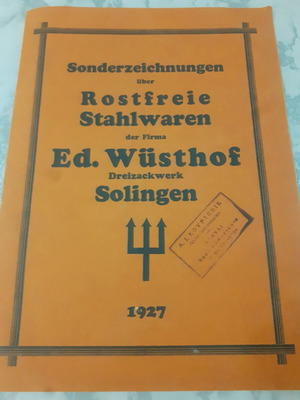 Sonderzeichnungen
über
Rostfreie
Stahlwaren
der Firma
Ed. Wüsthof
Dreizackwerk
Solingen
1927